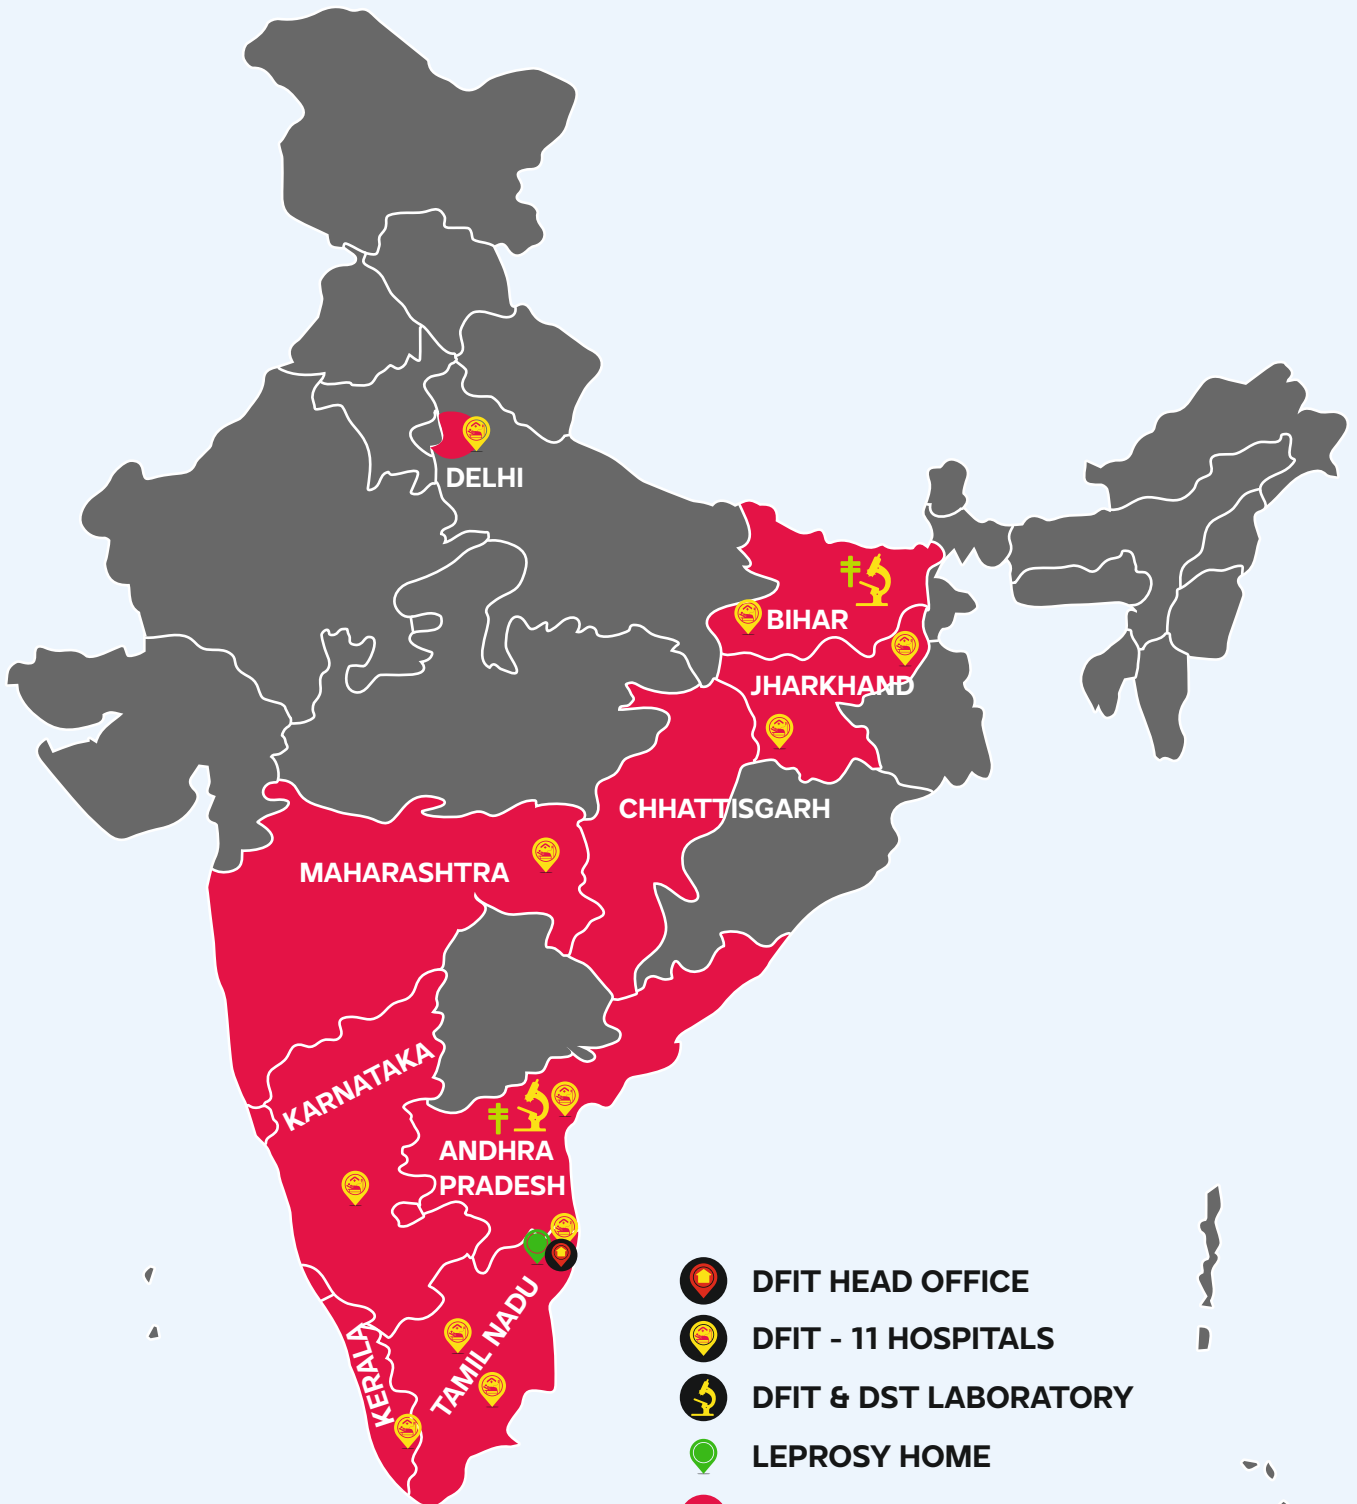 DELHI
BIHAR
JHARKHAND
CHHATTISGARH
MAHARASHTRA
KARNATAKA
ANDHRA
PRADESH
TAMIL NADU
KERALA
DFIT HEAD OFFICE
DFIT - 11 HOSPITALS
DFIT & DST LABORATORY
LEPROSY HOME